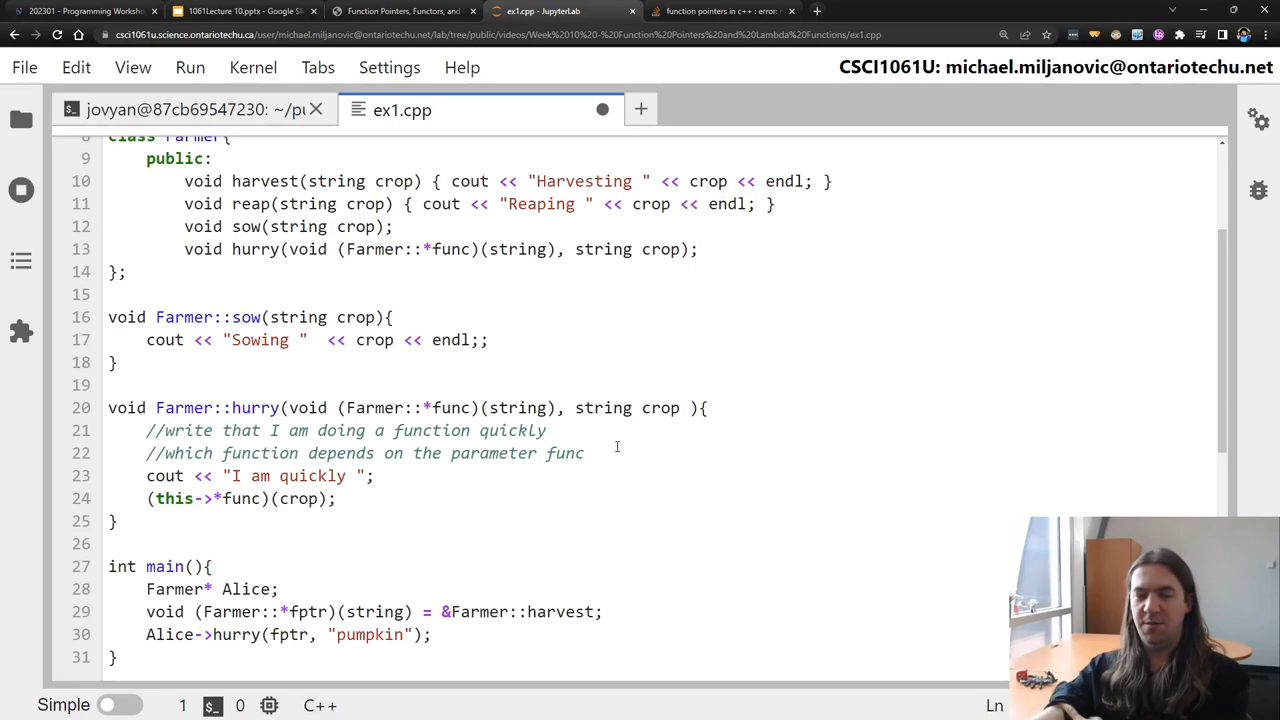 202301 - Programming Worksho
1061Lecture 10.pptx - Google Slid
Function Pointers, Functors, and
ex1.cpp - JupyterLab
function pointers in c++ : error:
csci1061u.science.ontariotechu.ca/user/michael.miljanovic@ontariotechu.net/lab/tree/public/videos/Week%2010%20-%20Function%20Pointers%20and%20Lambda%20Functions/ex1.cpp
File Edit View Run Kernel Tabs Settings Help CSCI1061U: michael.miljanovic@ontariotechu.net
jovyan@87cb69547230: ~/pu
ex1.cpp
8 class Farmer{
9 public:
10 void harvest(string crop) { cout << "Harvesting " << crop << endl; }
11 void reap(string crop) { cout << "Reaping " << crop << endl; }
12 void sow(string crop);
13 void hurry(void (Farmer::*func)(string), string crop);
14 };
15
16 void Farmer::sow(string crop){
17 cout << "Sowing " << crop << endl;;
18 }
19
20 void Farmer::hurry(void (Farmer::*func)(string), string crop ){
21 //write that I am doing a function quickly
22 //which function depends on the parameter func
23 cout << "I am quickly ";
24 (this->*func)(crop);
25 }
26
27 int main(){
28 Farmer* Alice;
29 void (Farmer::*fptr)(string) = &Farmer::harvest;
30 Alice->hurry(fptr, "pumpkin");
31 }
Simple 1 0 C++ Ln